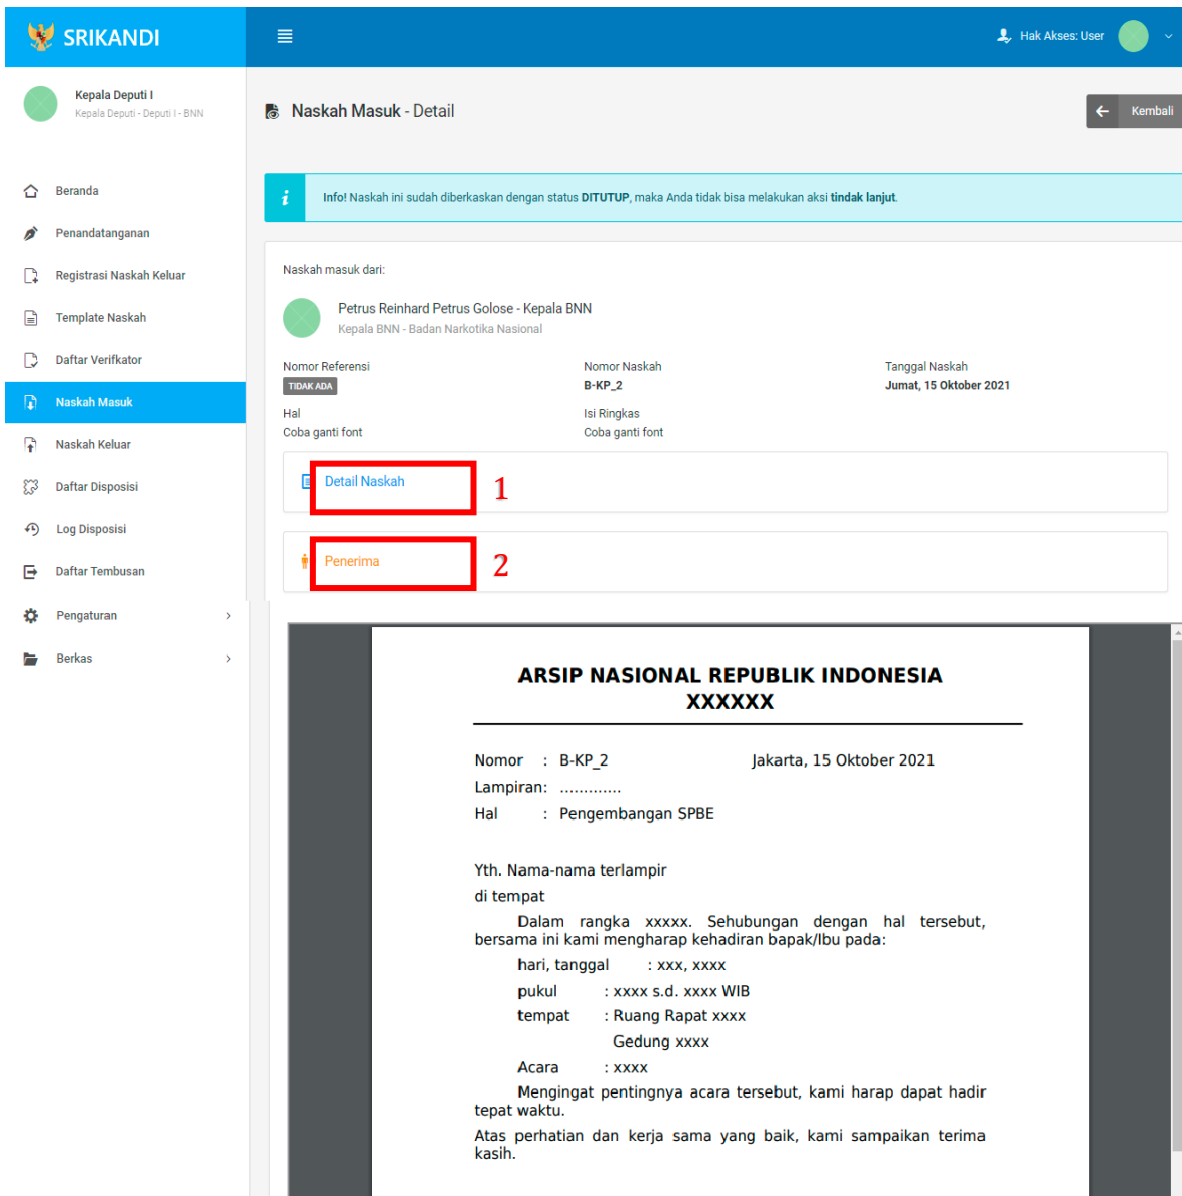 SRIKANDI
Hak Akses: User
Kepala Deputi I
Kepala Deputi - Deputi I - BNN
Naskah Masuk - Detail
Kembali
Beranda
Penandatanganan
Registrasi Naskah Keluar
Template Naskah
Daftar Verifkator
Naskah Masuk
Naskah Keluar
Daftar Disposisi
Log Disposisi
Daftar Tembusan
Pengaturan
Berkas
i Info! Naskah ini sudah diberkaskan dengan status DITUTUP, maka Anda tidak bisa melakukan aksi tindak lanjut.
Naskah masuk dari:
Petrus Reinhard Petrus Golose - Kepala BNN
Kepala BNN - Badan Narkotika Nasional
Nomor Referensi Nomor Naskah Tanggal Naskah
TIDAK ADA B-KP_2 Jumat, 15 Oktober 2021
Hal Isi Ringkas
Coba ganti font Coba ganti font
Detail Naskah 1
Penerima 2
ARSIP NASIONAL REPUBLIK INDONESIA
XXXXXX
Nomor : B-KP_2 Jakarta, 15 Oktober 2021
Lampiran: .............
Hal : Pengembangan SPBE
Yth. Nama-nama terlampir
di tempat
Dalam rangka xxxxx. Sehubungan dengan hal tersebut,
bersama ini kami mengharap kehadiran bapak/Ibu pada:
hari, tanggal : xxx, xxxx
pukul : xxxx s.d. xxxx WIB
tempat : Ruang Rapat xxxx
Gedung xxxx
Acara : xxxx
Mengingat pentingnya acara tersebut, kami harap dapat hadir
tepat waktu.
Atas perhatian dan kerja sama yang baik, kami sampaikan terima
kasih.